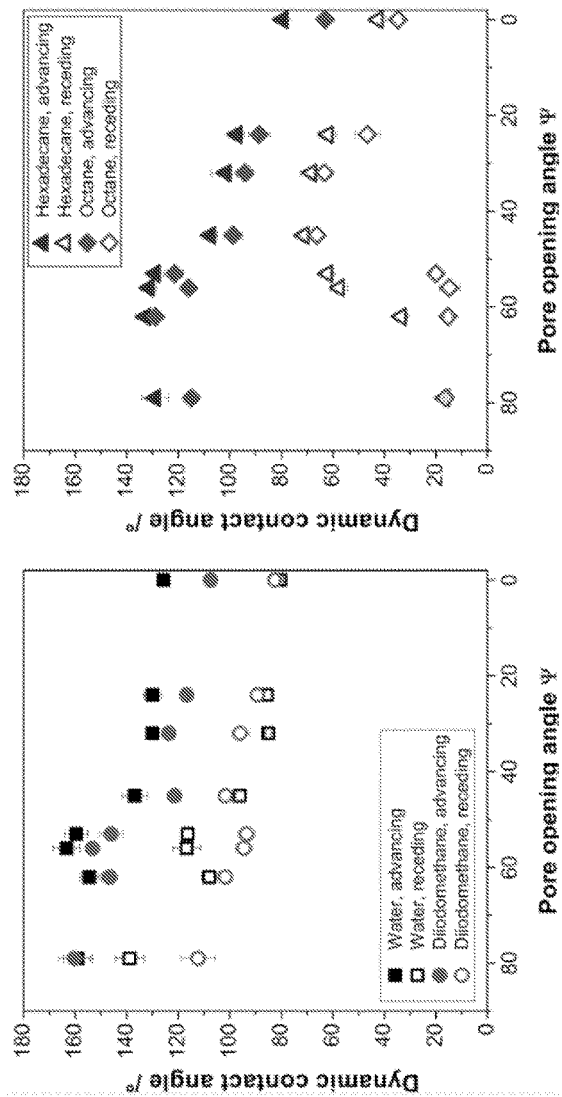 180
160
140
120
100
80
60
40
20
0
Dynamic contact angle /°
80
60
40
20
0
Pore opening angle Ψ
Water, advancing
Water, receding
Diiodomethane, advancing
Diiodomethane, receding
180
160
140
120
100
80
60
40
20
0
Dynamic contact angle /°
80
60
40
20
0
Pore opening angle Ψ
Hexadecane, advancing
Hexadecane, receding
Octane, advancing
Octane, receding